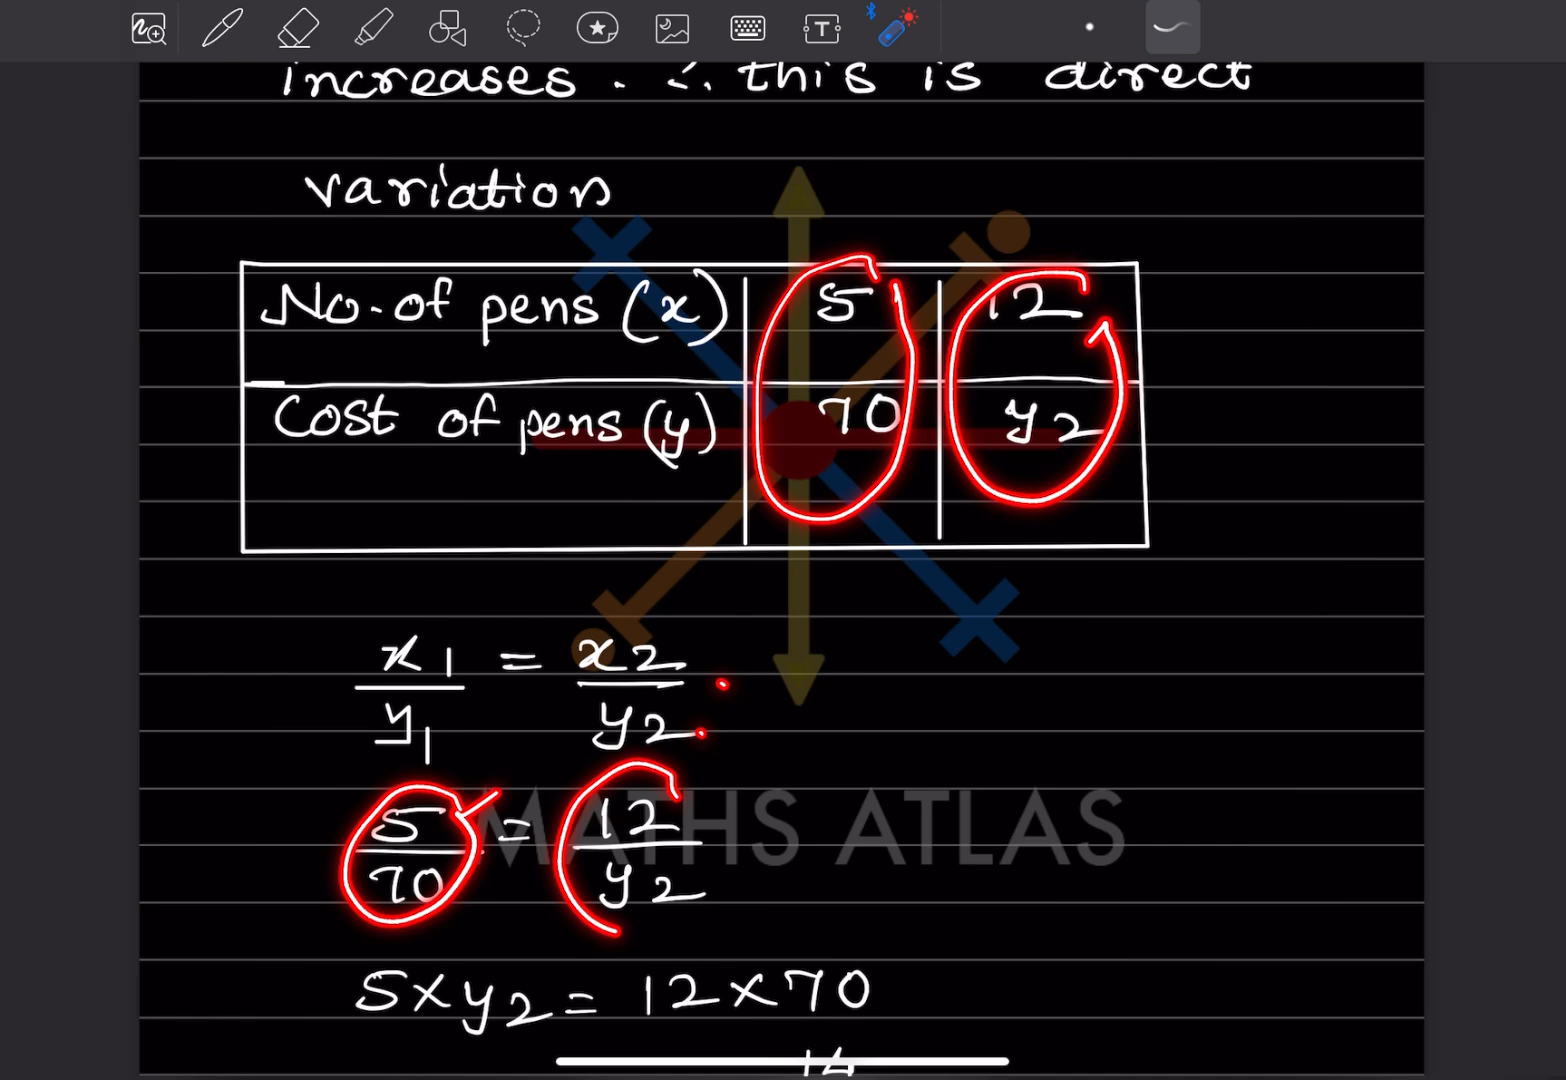 increases . ∴ this is direct
variation
No. of pens (x) 5 12
Cost of pens (y) 70 y2
x1/y1 = x2/y2
5/70 = 12/y2
MATHS ATLAS
5 x y2 = 12 x 70
14